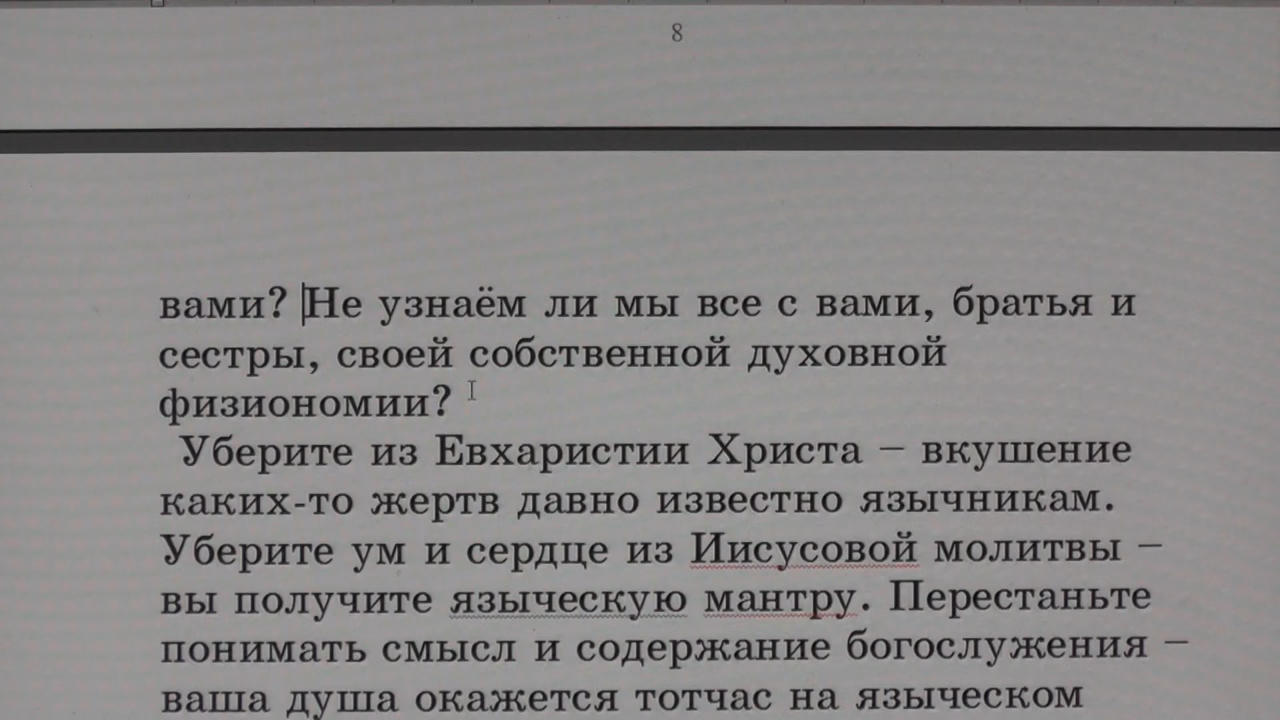 8
вами? Не узнаём ли мы все с вами, братья и
сестры, своей собственной духовной
физиономии?
Уберите из Евхаристии Христа – вкушение
каких-то жертв давно известно язычникам.
Уберите ум и сердце из Иисусовой молитвы –
вы получите языческую мантру. Перестаньте
понимать смысл и содержание богослужения –
ваша душа окажется тотчас на языческом